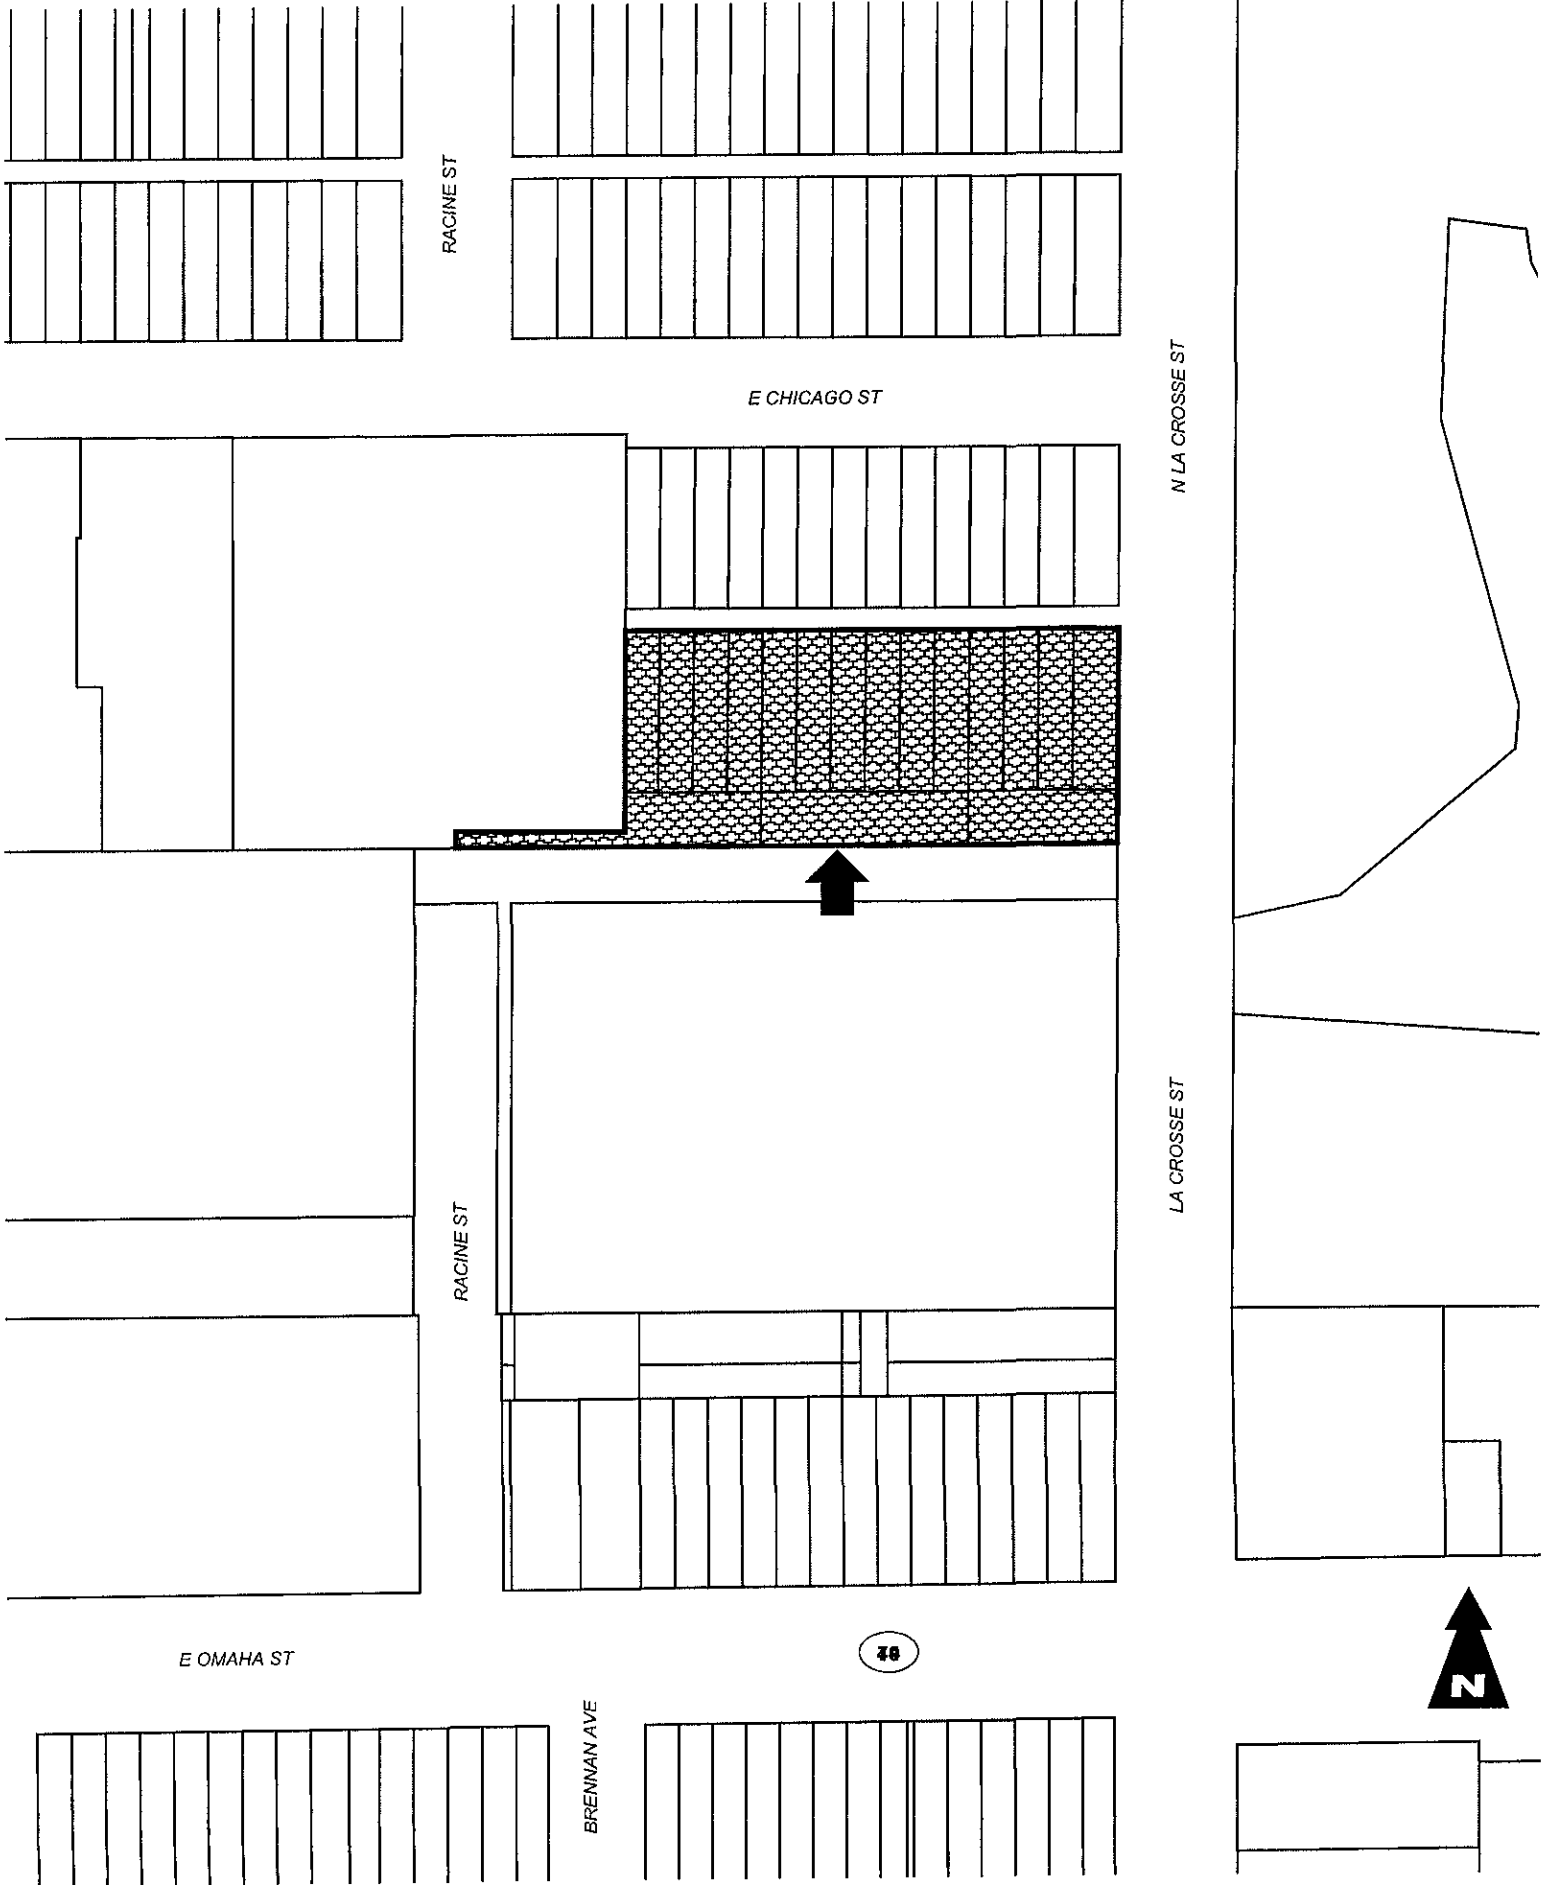 RACINE ST
E CHICAGO ST
N LA CROSSE ST
LA CROSSE ST
RACINE ST
E OMAHA ST
BRENNAN AVE
N